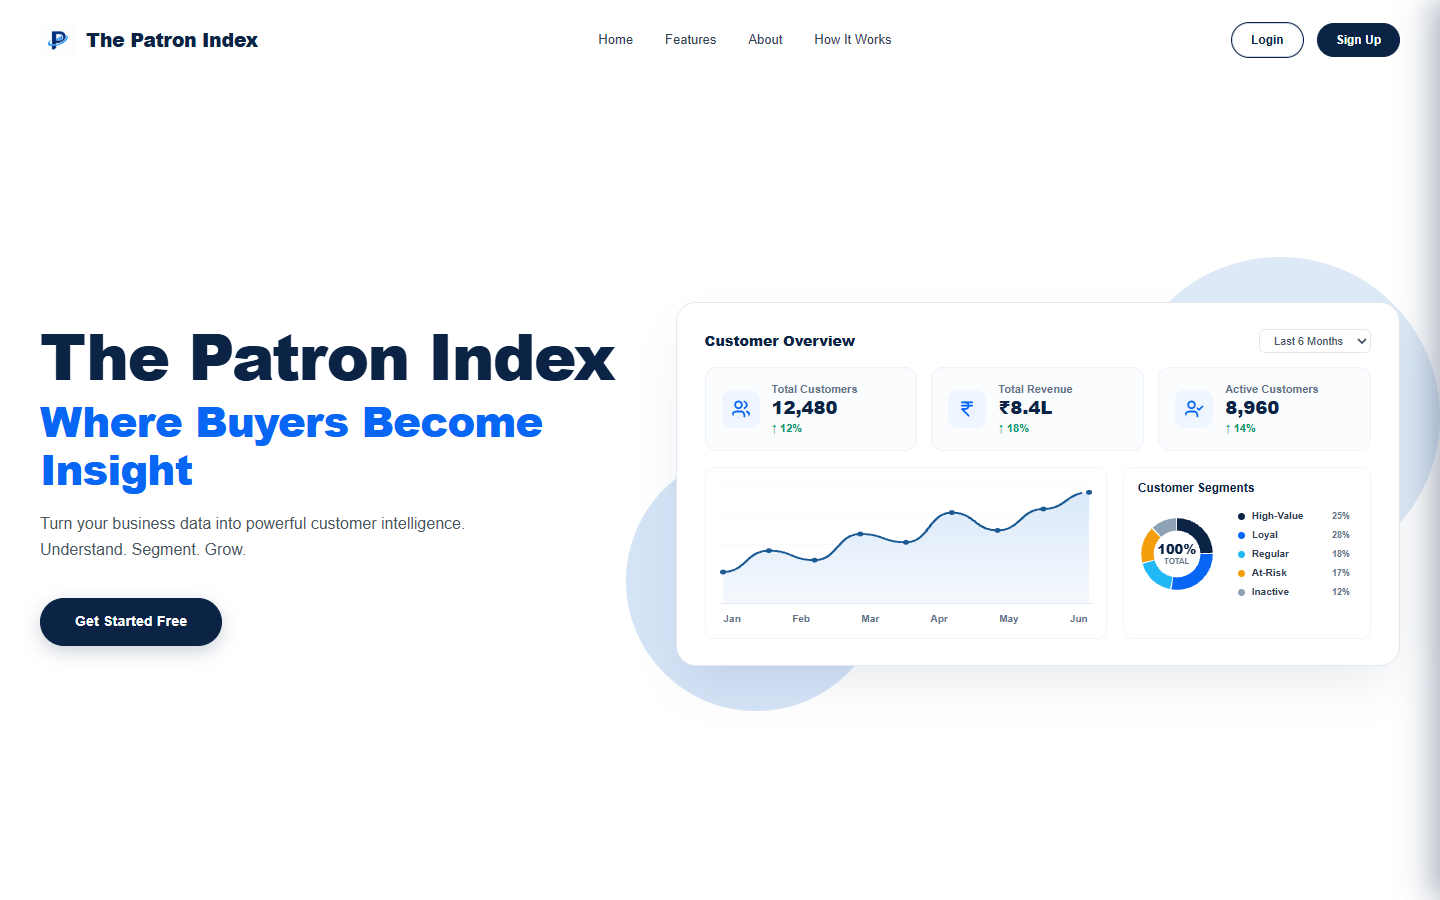 The Patron Index
Home
Features
About
How It Works
Login
Sign Up
The Patron Index
Where Buyers Become
Insight
Turn your business data into powerful customer intelligence.
Understand. Segment. Grow.
Get Started Free
Customer Overview
Last 6 Months
Total Customers
12,480
↑ 12%
Total Revenue
₹8.4L
↑ 18%
Active Customers
8,960
↑ 14%
Jan
Feb
Mar
Apr
May
Jun
Customer Segments
100%
TOTAL
High-Value 25%
Loyal 28%
Regular 18%
At-Risk 17%
Inactive 12%